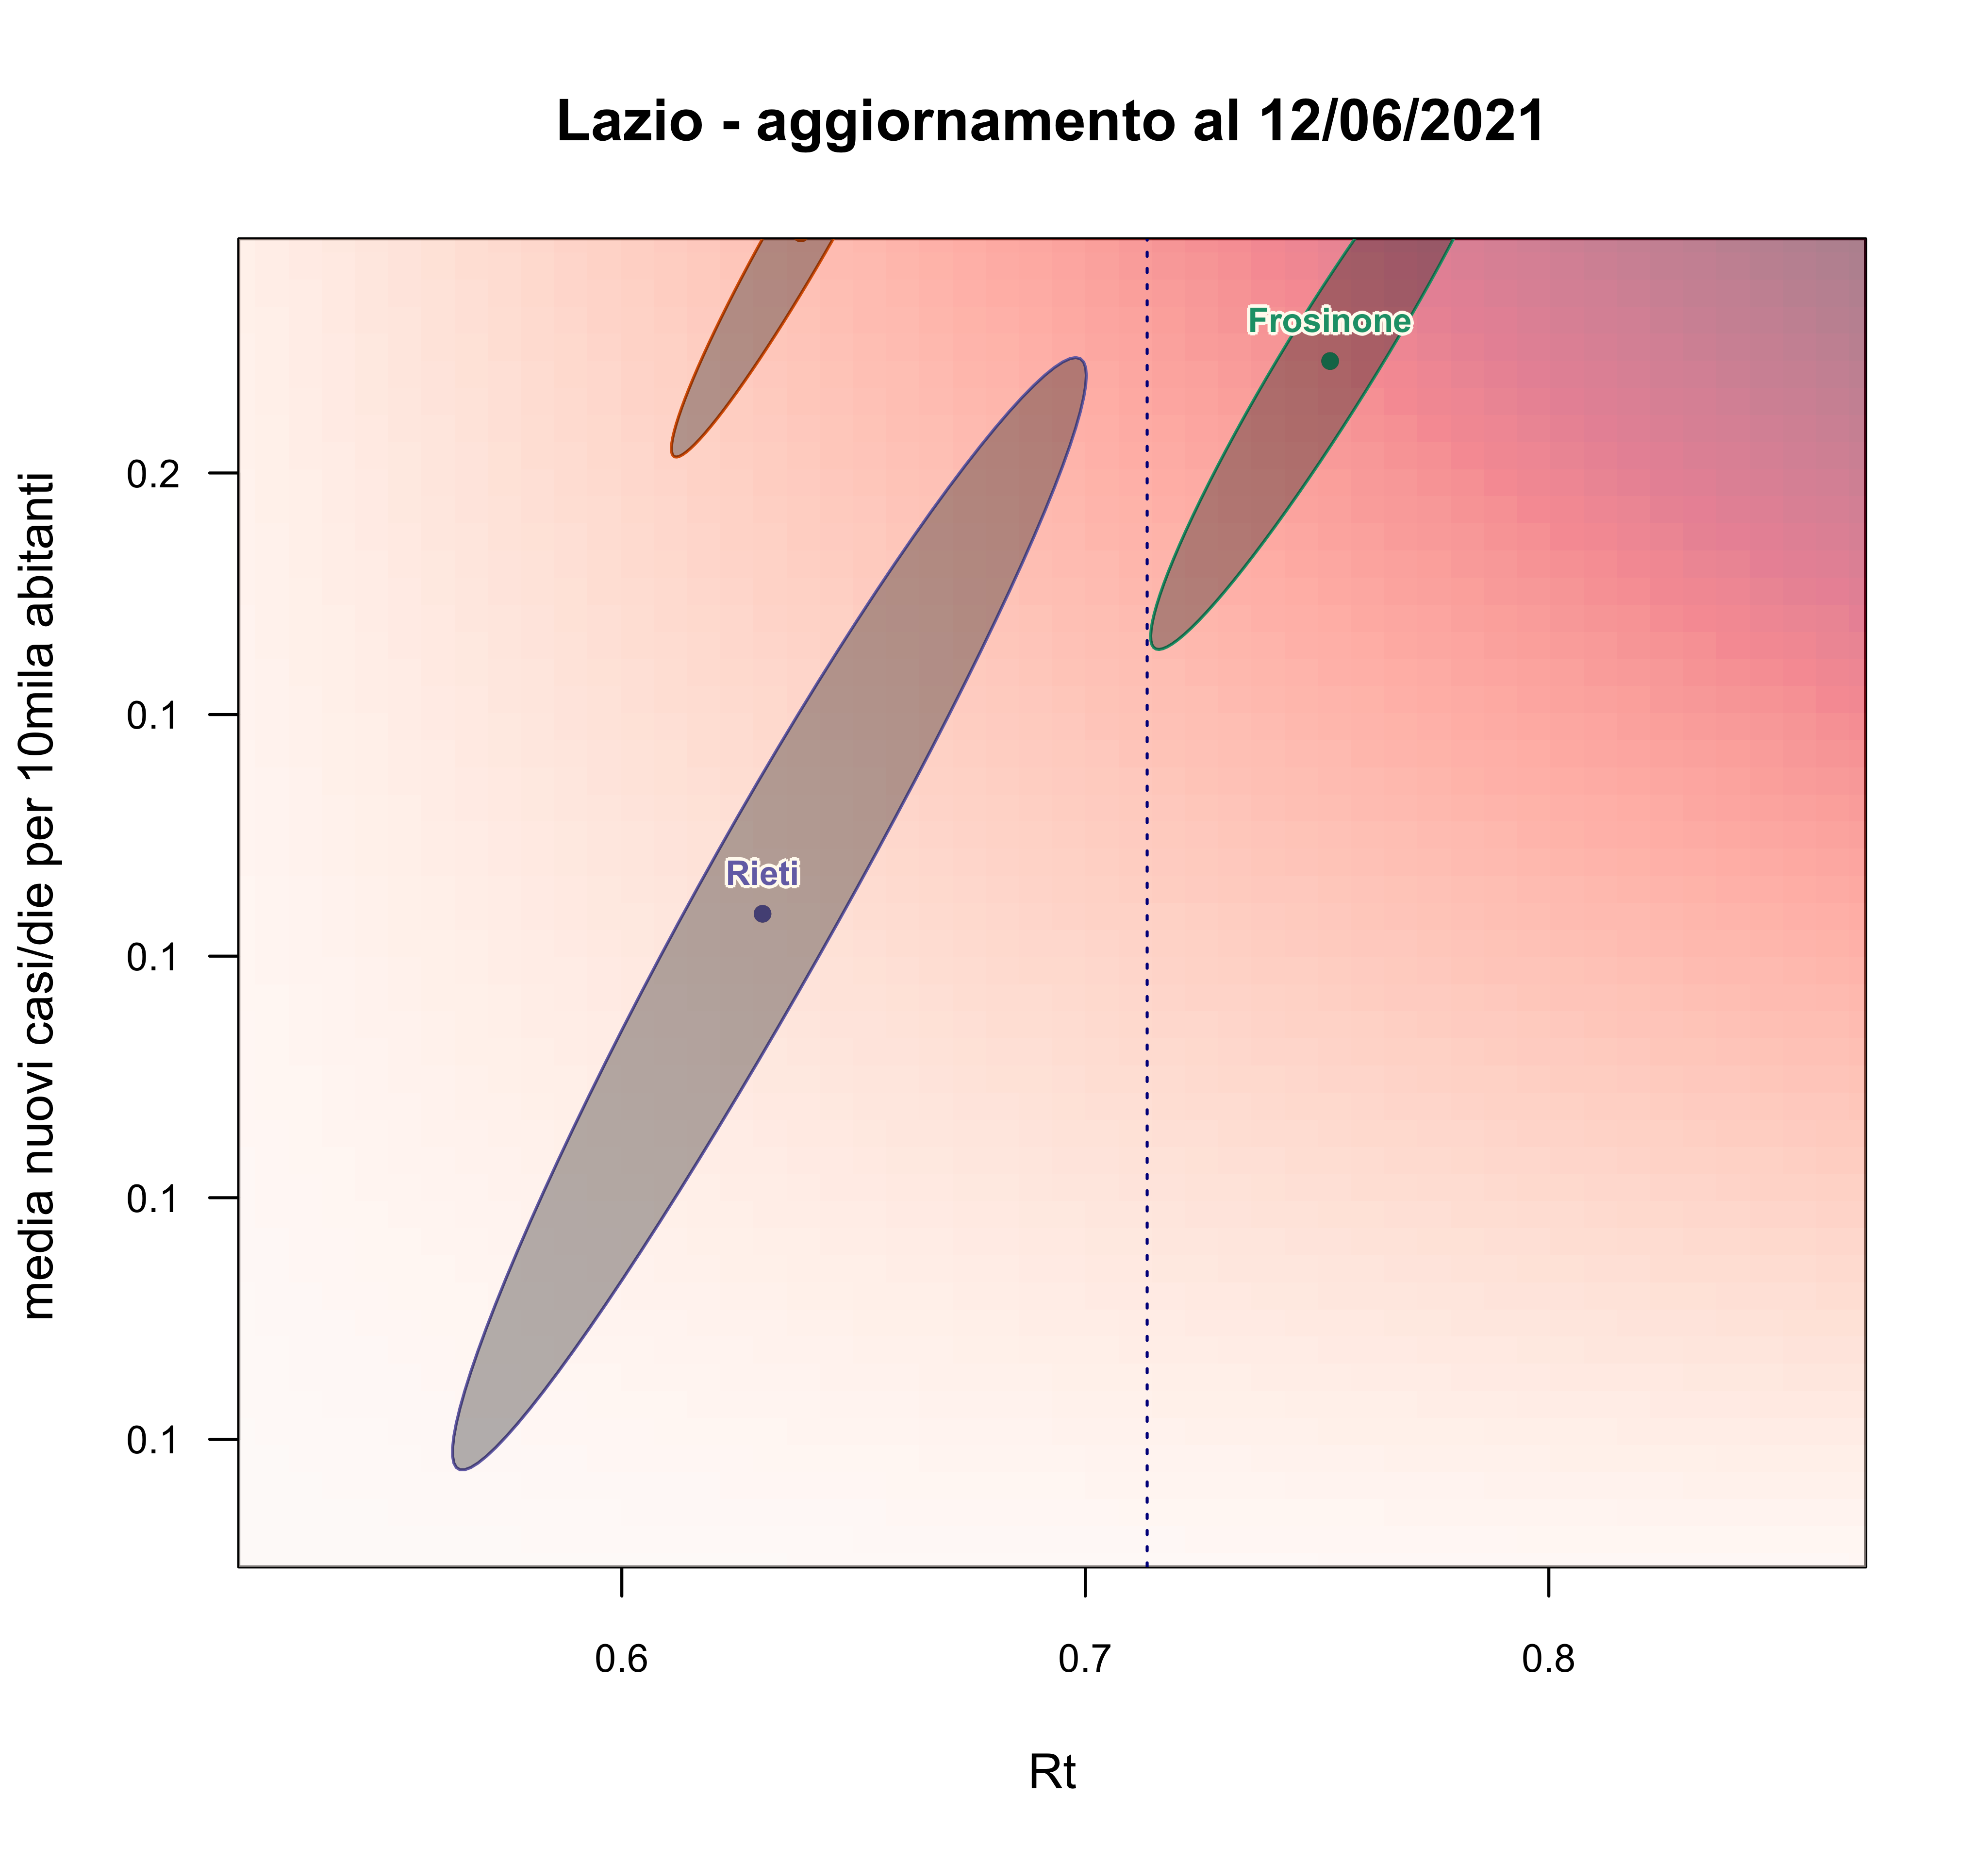 Lazio - aggiornamento al 12/06/2021
media nuovi casi/die per 10mila abitanti
0.2
0.1
0.1
0.1
0.1
Frosinone
Rieti
0.6
0.7
0.8
Rt